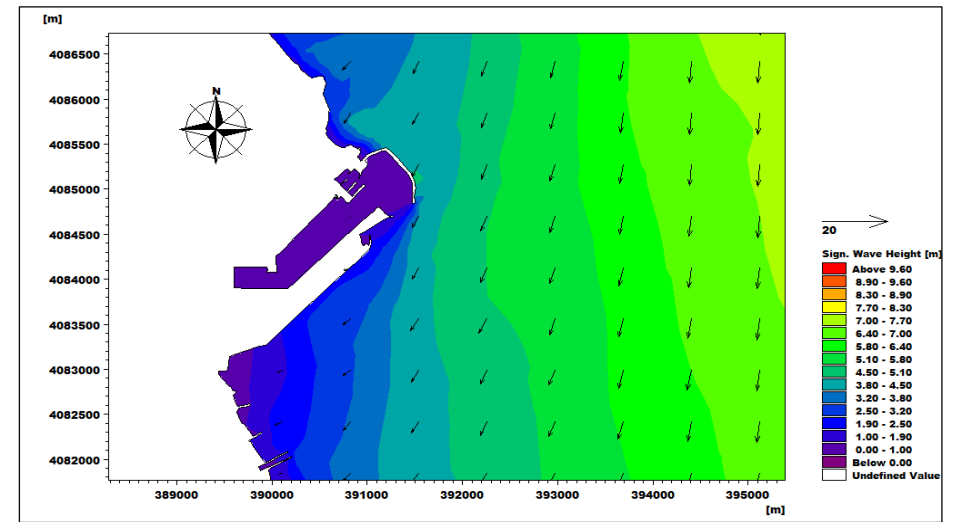 [m]
4086500
4086000
4085500
4085000
4084500
4084000
4083500
4083000
4082500
4082000
N
389000 390000 391000 392000 393000 394000 395000
[m]
20
Sign. Wave Height [m]
Above 9.60
8.90 - 9.60
8.30 - 8.90
7.70 - 8.30
7.00 - 7.70
6.40 - 7.00
5.80 - 6.40
5.10 - 5.80
4.50 - 5.10
3.80 - 4.50
3.20 - 3.80
2.50 - 3.20
1.90 - 2.50
1.00 - 1.90
0.00 - 1.00
Below 0.00
Undefined Value